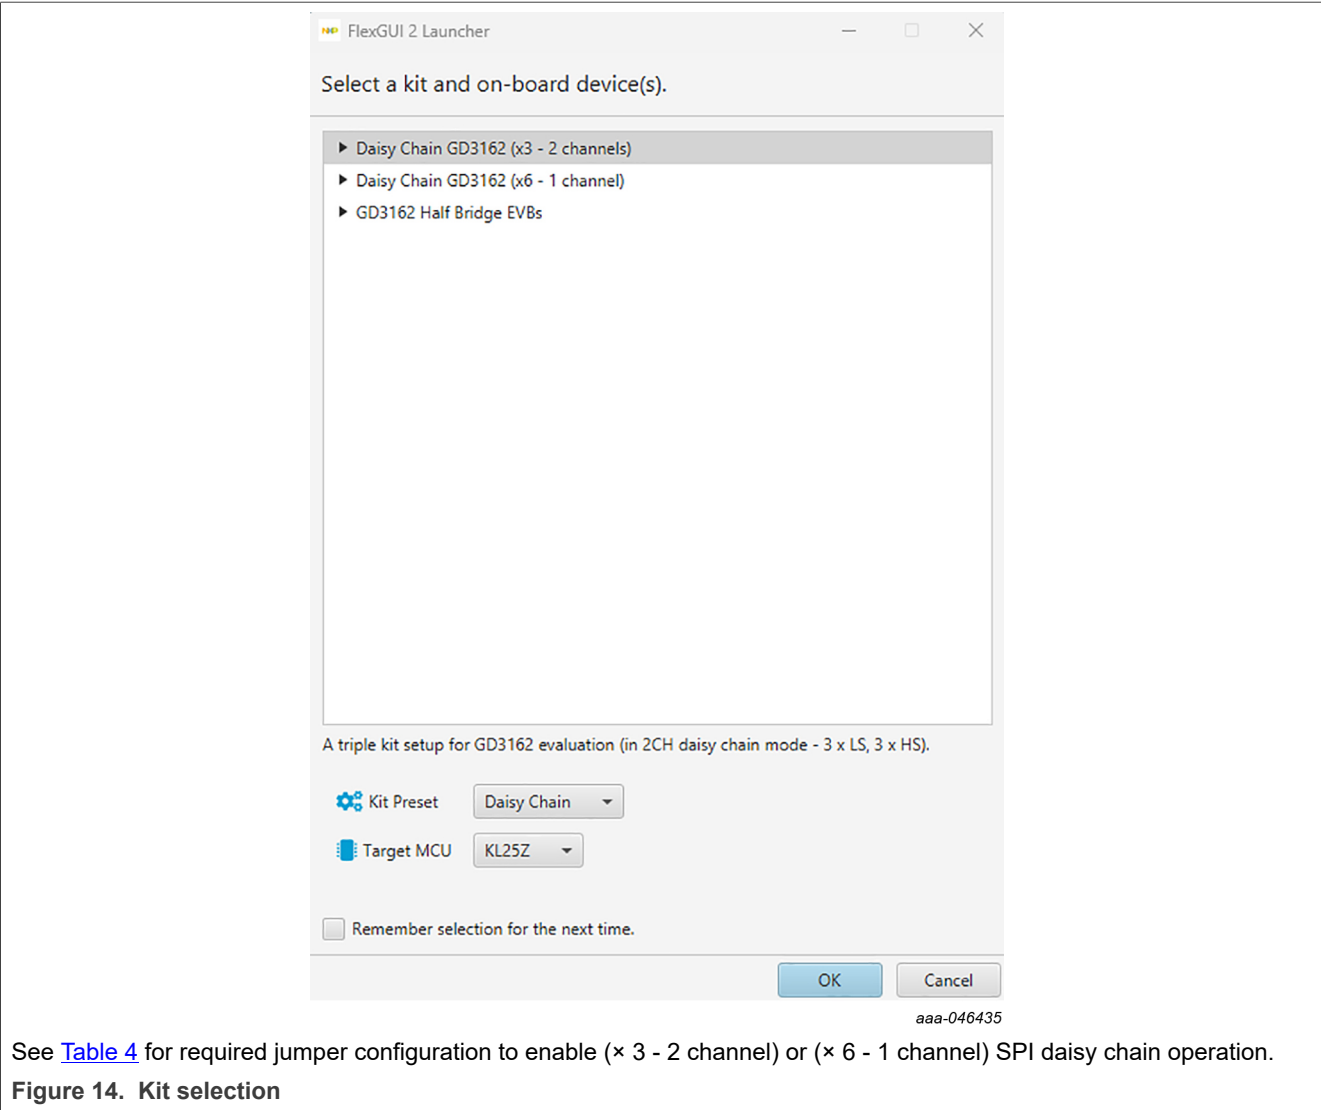 NXP FlexGUI 2 Launcher
Select a kit and on-board device(s).
Daisy Chain GD3162 (x3 - 2 channels)
Daisy Chain GD3162 (x6 - 1 channel)
GD3162 Half Bridge EVBs
A triple kit setup for GD3162 evaluation (in 2CH daisy chain mode - 3 x LS, 3 x HS).
Kit Preset Daisy Chain
Target MCU KL25Z
Remember selection for the next time.
OK Cancel
aaa-046435
See Table 4 for required jumper configuration to enable (× 3 - 2 channel) or (× 6 - 1 channel) SPI daisy chain operation.
Figure 14. Kit selection